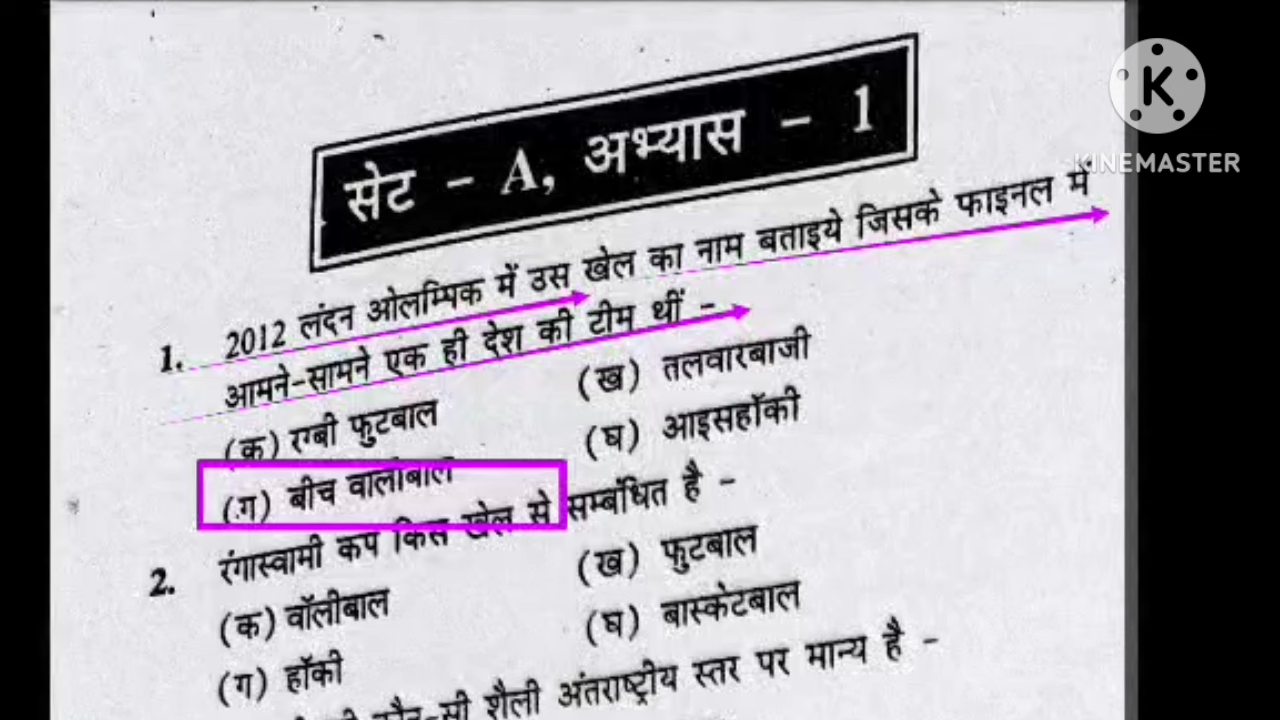 K
KINEMASTER
सेट - A, अभ्यास - 1
1. 2012 लंदन ओलम्पिक में उस खेल का नाम बताइये जिसके फाइनल में
आमने-सामने एक ही देश की टीम थीं -
(क) रग्बी फुटबाल (ख) तलवारबाजी
(ग) बीच वालीबाल (घ) आइसहॉकी
2. रंगास्वामी कप किस खेल से सम्बंधित है -
(क) वॉलीबाल (ख) फुटबाल
(ग) हॉकी (घ) बास्केटबाल
शैली अंतराष्ट्रीय स्तर पर मान्य है -